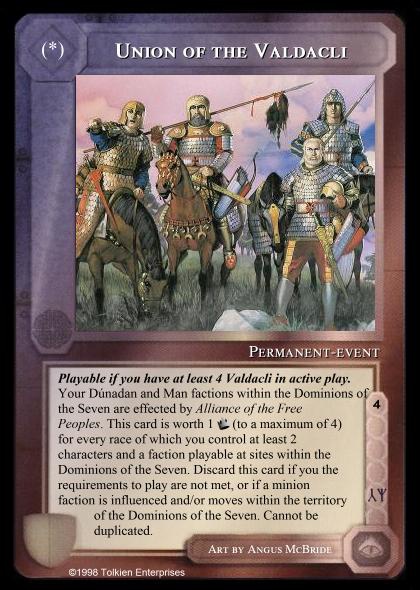 (*)
UNION OF THE VALDACLI
PERMANENT-EVENT
Playable if you have at least 4 Valdacli in active play.
Your Dúnadan and Man factions within the Dominions of
the Seven are effected by Alliance of the Free
Peoples. This card is worth 1 (to a maximum of 4)
for every race of which you control at least 2
characters and a faction playable at sites within the
Dominions of the Seven. Discard this card if you the
requirements to play are not met, or if a minion
faction is influenced and/or moves within the territory
of the Dominions of the Seven. Cannot be
duplicated.
4
ART BY ANGUS MCBRIDE
©1998 Tolkien Enterprises